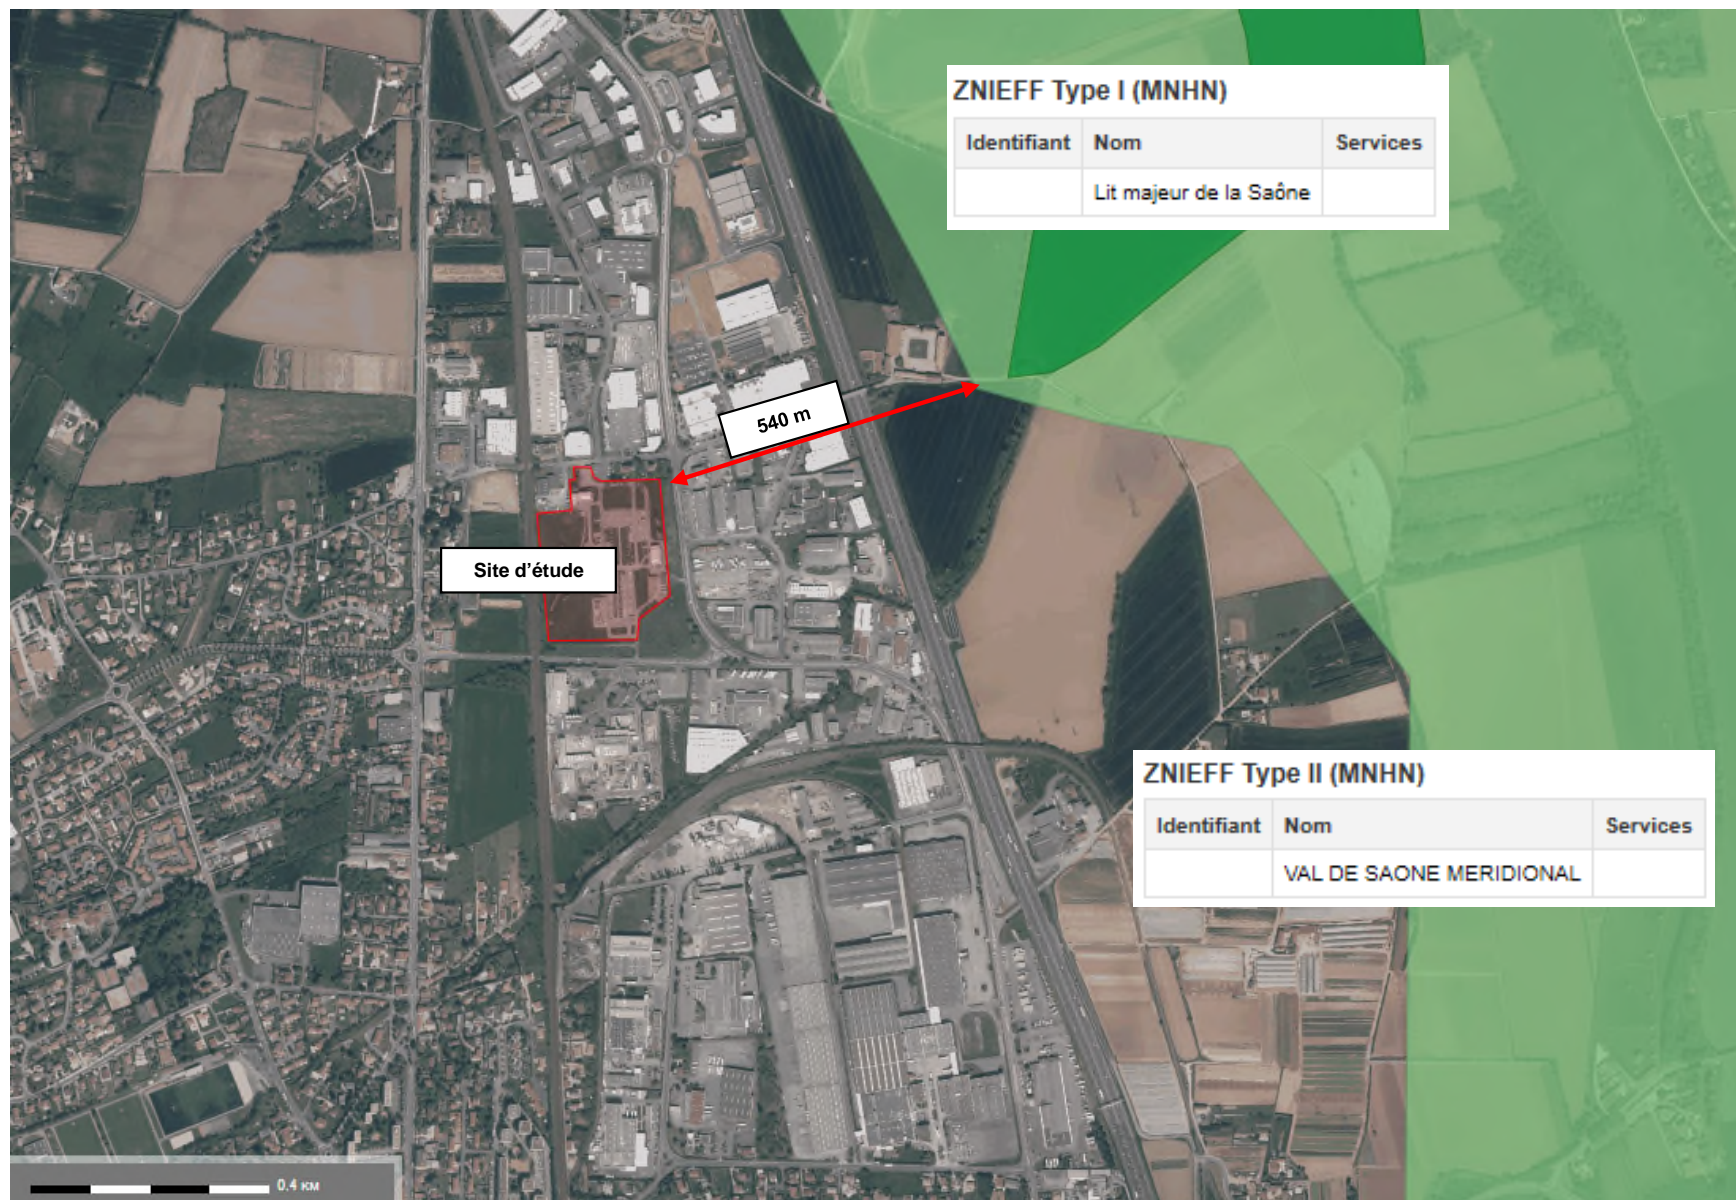 ZNIEFF Type I (MNHN)
Identifiant Nom Services
Lit majeur de la Saône
540 m
Site d'étude
ZNIEFF Type II (MNHN)
Identifiant Nom Services
VAL DE SAONE MERIDIONAL
0.4 км